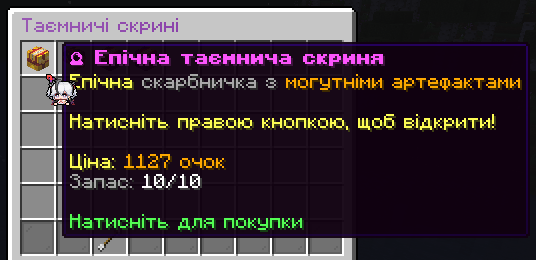 Таємничі скрині
Епічна таємнича скриня
Епічна скарбничка з могутніми артефактами
Натисніть правою кнопкою, щоб відкрити!
Ціна: 1127 очок
Запас: 10/10
Натисніть для покупки